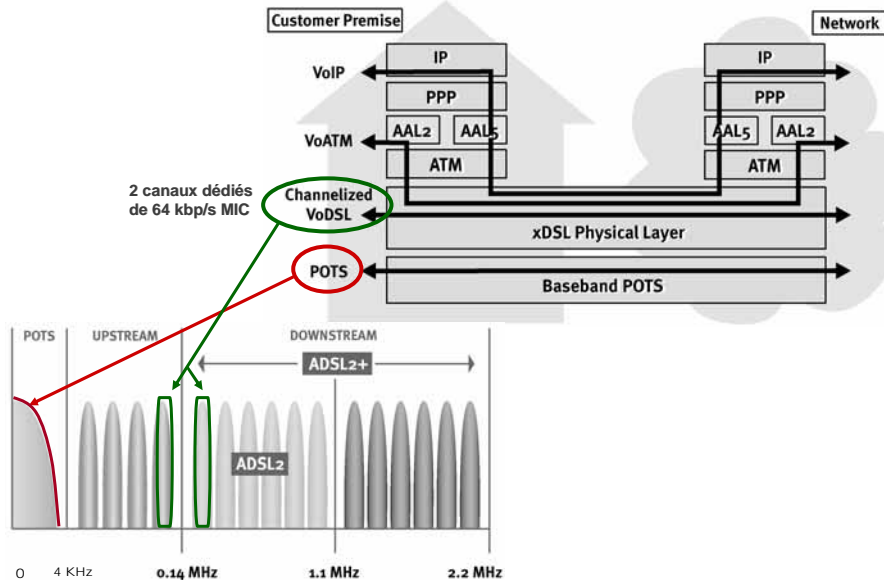 Customer Premise
Network
IP
IP
VoIP
PPP
PPP
AAL2
AAL5
AAL5
AAL2
VoATM
ATM
ATM
2 canaux dédiés
de 64 kbp/s MIC
Channelized
VoDSL
xDSL Physical Layer
POTS
Baseband POTS
POTS
UPSTREAM
DOWNSTREAM
ADSL2+
ADSL2
0
4 KHz
0.14 MHz
1.1 MHz
2.2 MHz